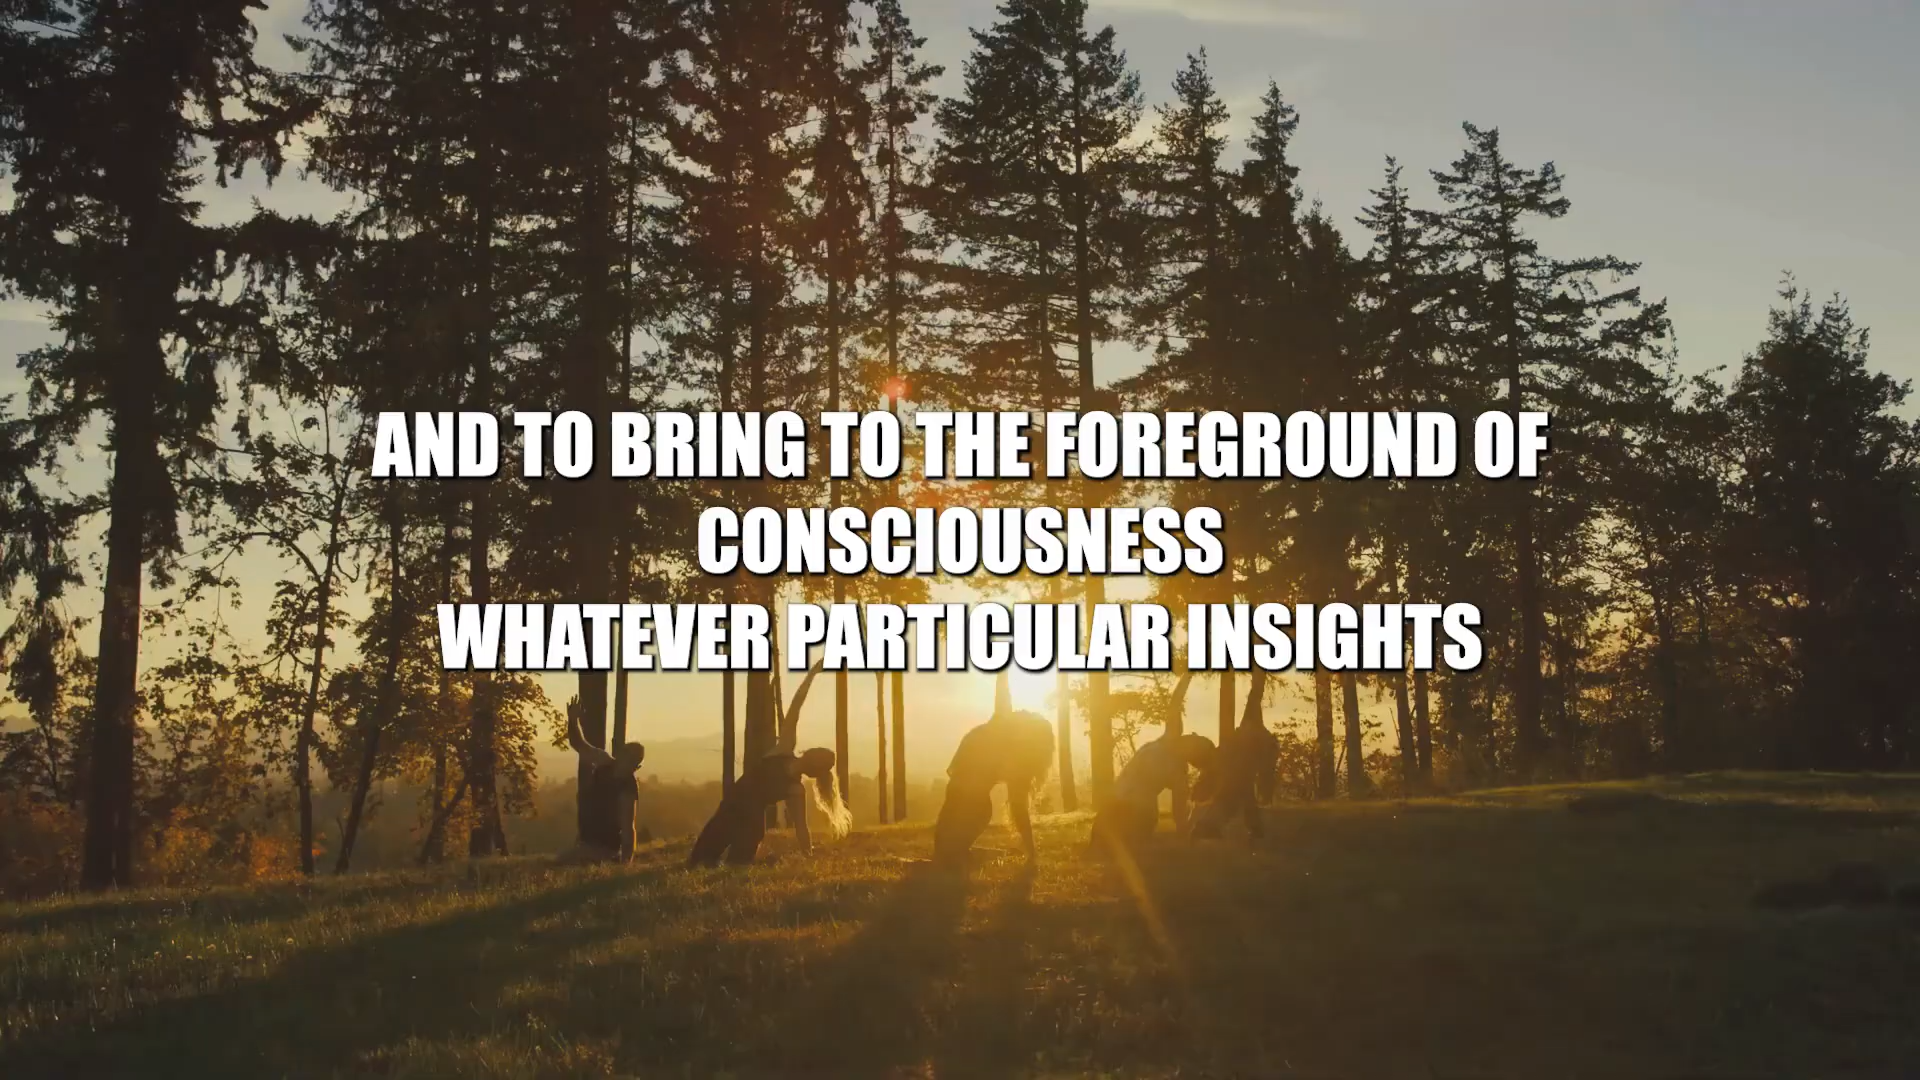 AND TO BRING TO THE FOREGROUND OF
CONSCIOUSNESS
WHATEVER PARTICULAR INSIGHTS